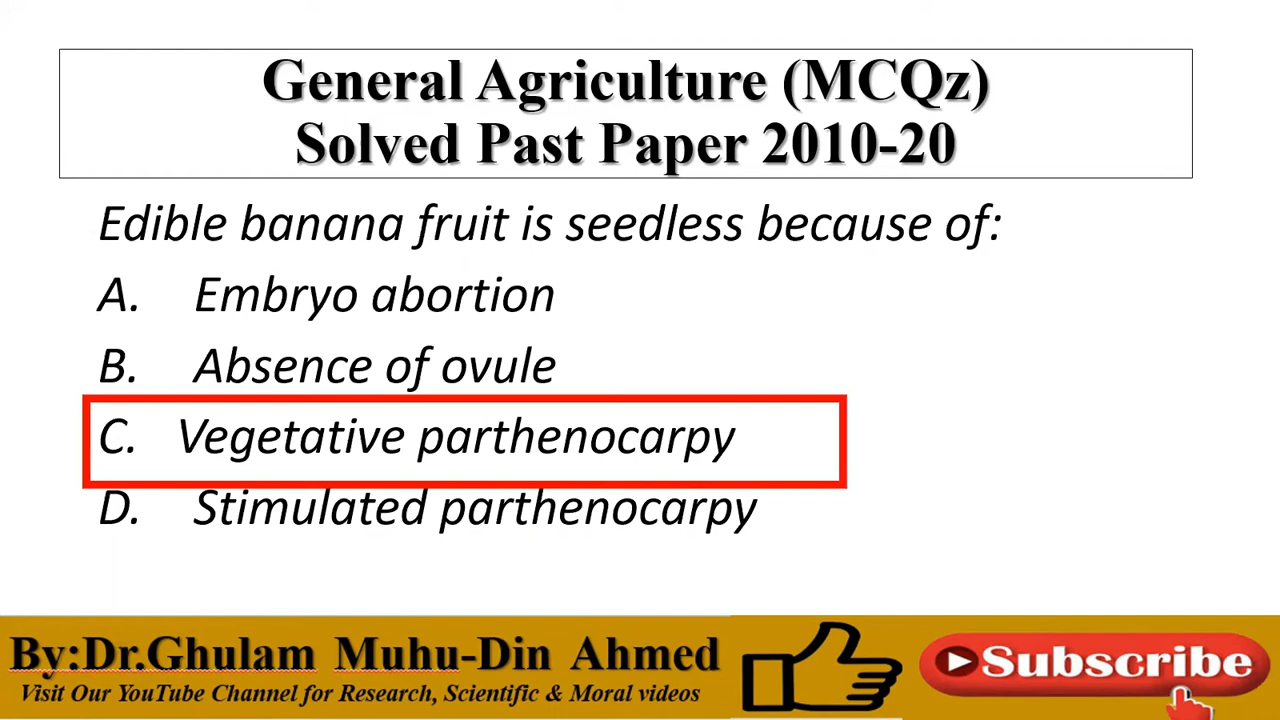 General Agriculture (MCQz)
Solved Past Paper 2010-20
Edible banana fruit is seedless because of:
A. Embryo abortion
B. Absence of ovule
C. Vegetative parthenocarpy
D. Stimulated parthenocarpy
By:Dr.Ghulam Muhu-Din Ahmed
Visit Our YouTube Channel for Research, Scientific & Moral videos
Subscribe